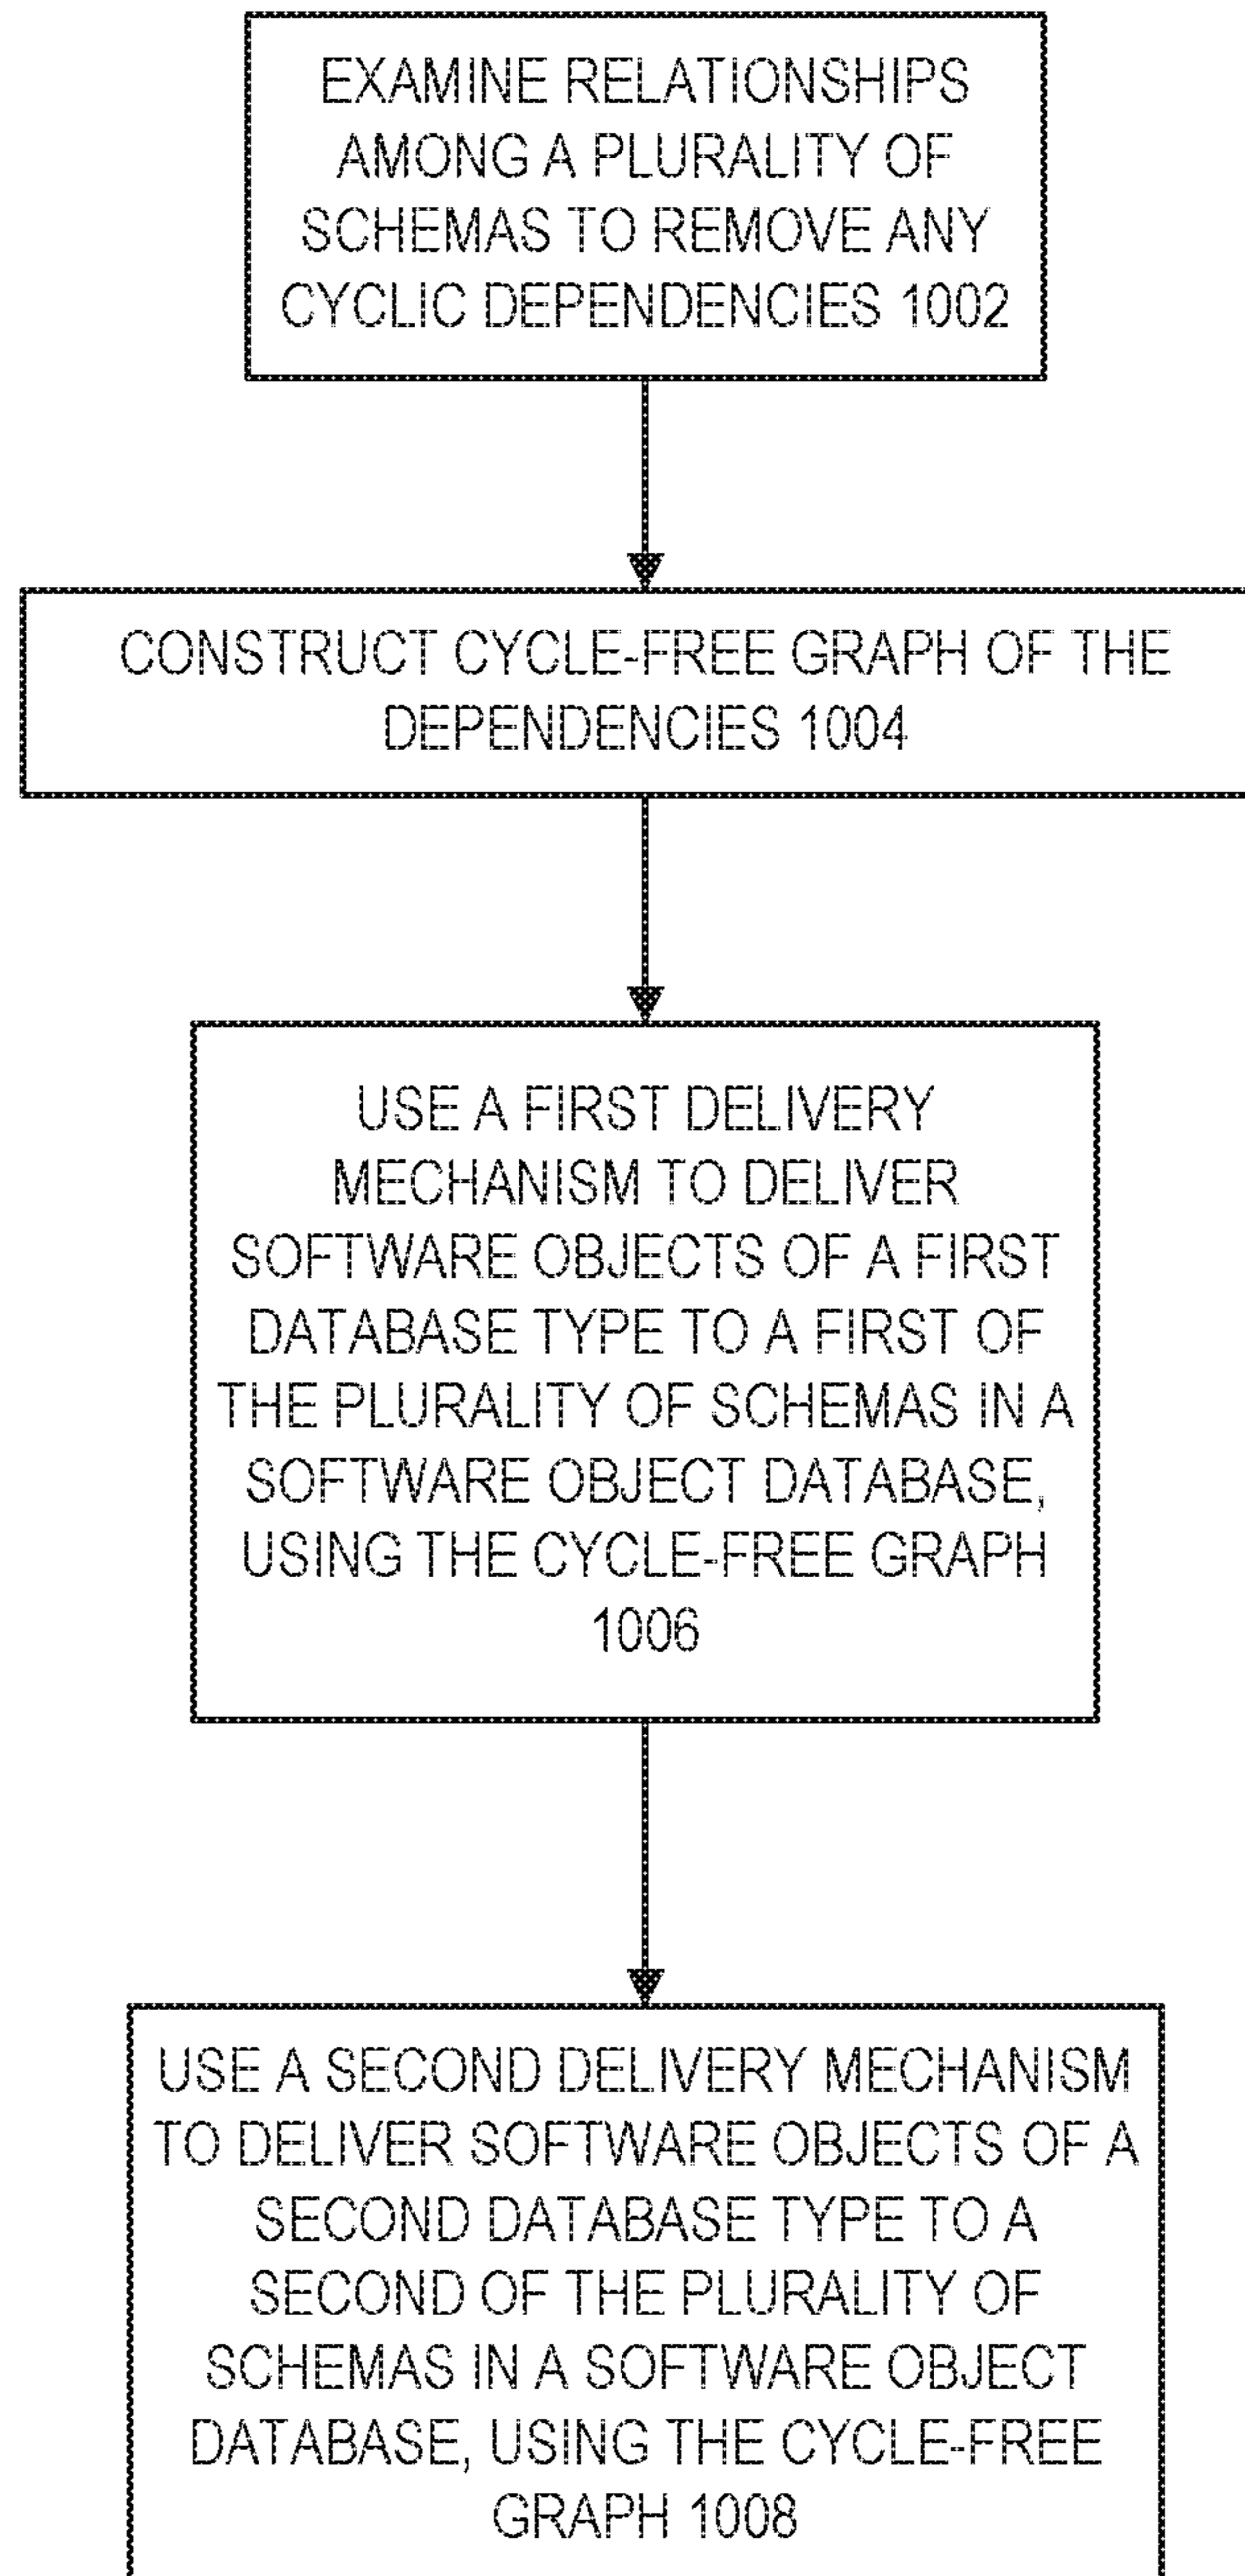 EXAMINE RELATIONSHIPS
AMONG A PLURALITY OF
SCHEMAS TO REMOVE ANY
CYCLIC DEPENDENCIES 1002
CONSTRUCT CYCLE-FREE GRAPH OF THE
DEPENDENCIES 1004
USE A FIRST DELIVERY
MECHANISM TO DELIVER
SOFTWARE OBJECTS OF A FIRST
DATABASE TYPE TO A FIRST OF
THE PLURALITY OF SCHEMAS IN A
SOFTWARE OBJECT DATABASE,
USING THE CYCLE-FREE GRAPH
1006
USE A SECOND DELIVERY MECHANISM
TO DELIVER SOFTWARE OBJECTS OF A
SECOND DATABASE TYPE TO A
SECOND OF THE PLURALITY OF
SCHEMAS IN A SOFTWARE OBJECT
DATABASE, USING THE CYCLE-FREE
GRAPH 1008